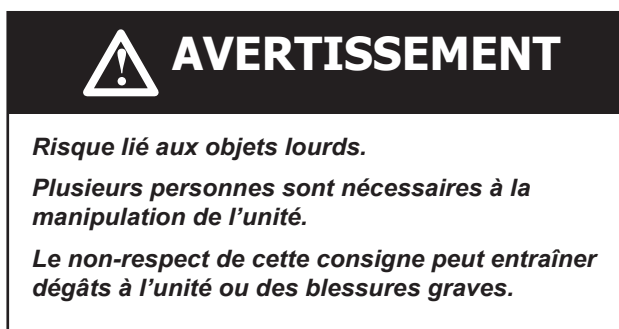 AVERTISSEMENT
Risque lié aux objets lourds.
Plusieurs personnes sont nécessaires à la
manipulation de l’unité.
Le non-respect de cette consigne peut entraîner
dégâts à l’unité ou des blessures graves.